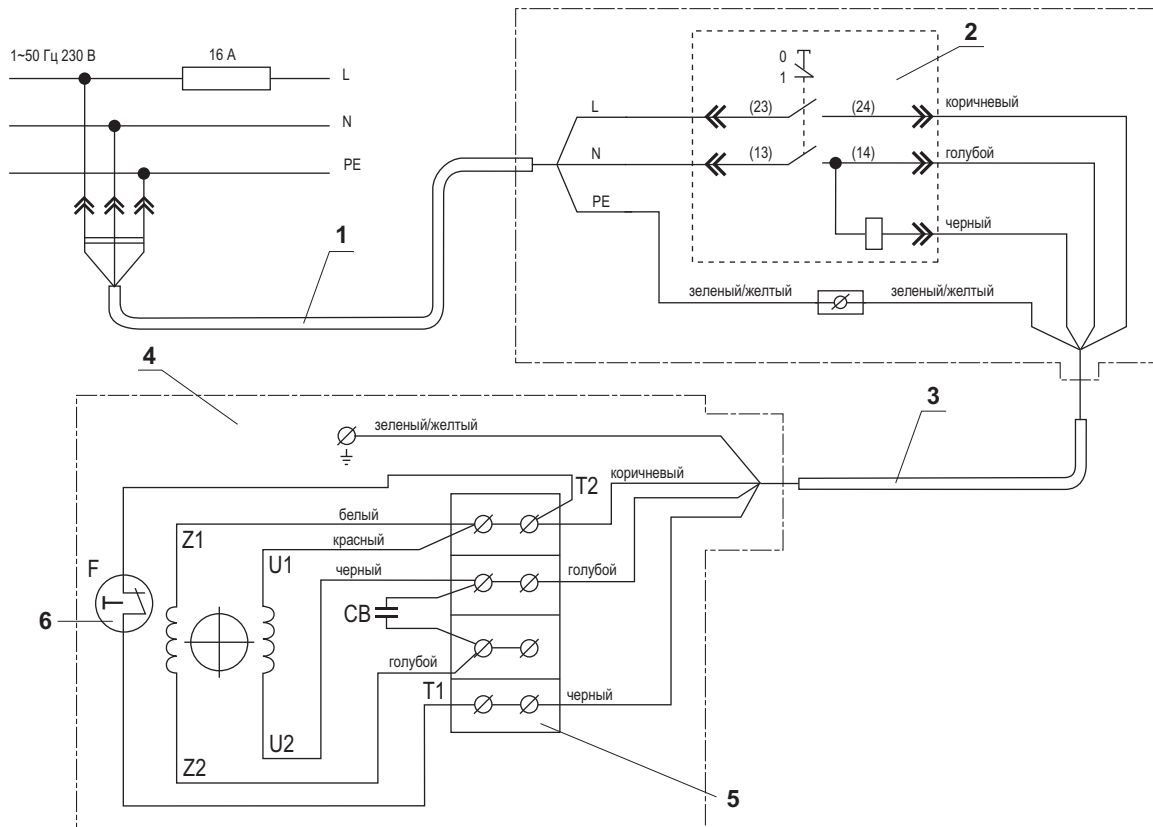 1~50 Гц 230 В
16 А
L
N
PE
1
2
0
1
L
(23)
(24)
коричневый
N
(13)
(14)
голубой
PE
черный
зеленый/желтый
зеленый/желтый
3
4
зеленый/желтый
коричневый
T2
белый
Z1
красный
U1
черный
голубой
F
6
CB
голубой
T1
черный
U2
Z2
5